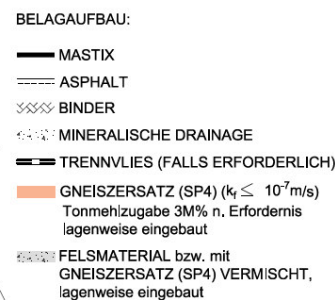 BELAGAUFBAU:
MASTIX
ASPHALT
BINDER
MINERALISCHE DRAINAGE
TRENNVLIES (FALLS ERFORDERLICH)
GNEISZERSATZ (SP4) (kf ≤ 10⁻⁷m/s)
Tonmehlzugabe 3M% n. Erfordernis
lagenweise eingebaut
FELSMATERIAL bzw. mit
GNEISZERSATZ (SP4) VERMISCHT,
lagenweise eingebaut